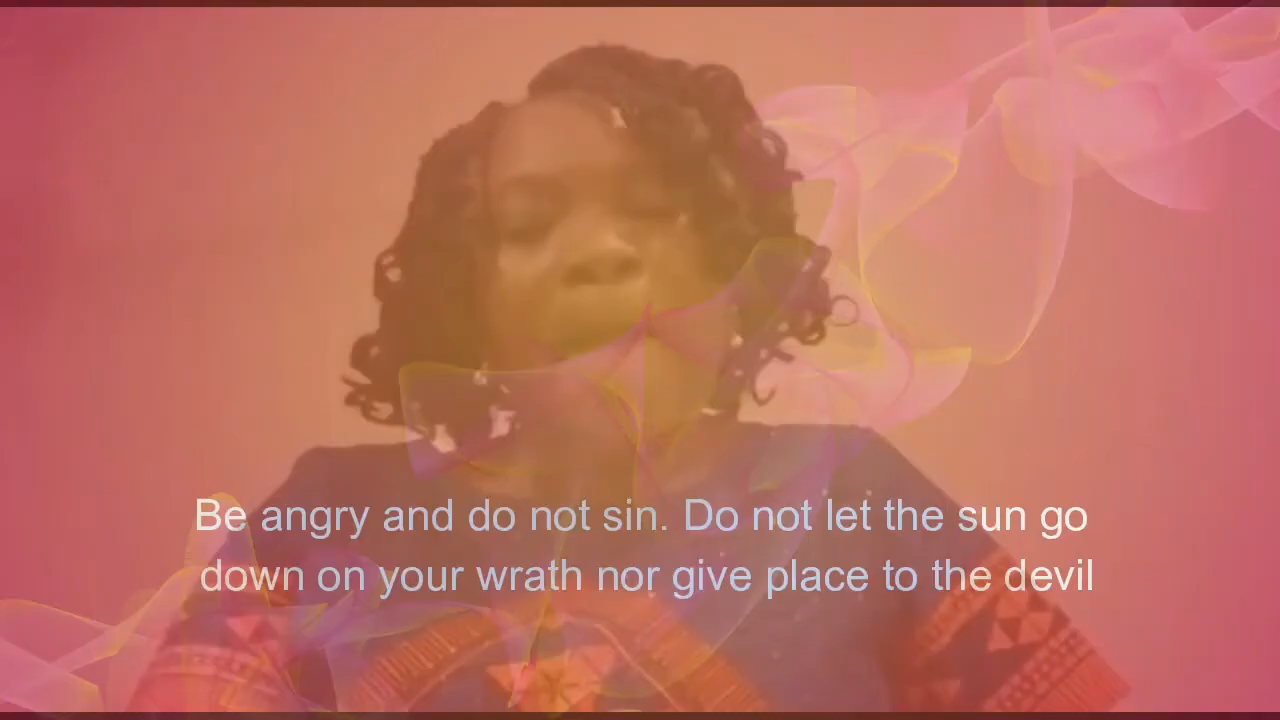 Be angry and do not sin. Do not let the sun go
down on your wrath nor give place to the devil